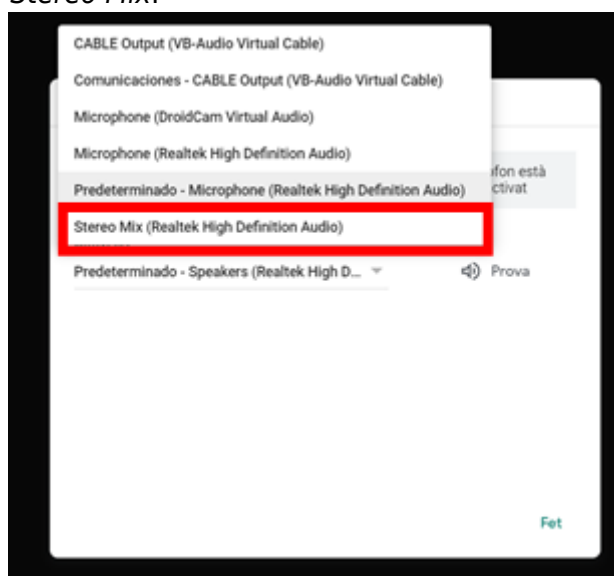 Stereo Mix.
CABLE Output (VB-Audio Virtual Cable)
Comunicaciones - CABLE Output (VB-Audio Virtual Cable)
Microphone (DroidCam Virtual Audio)
Microphone (Realtek High Definition Audio)
ofon està
Predeterminado - Microphone (Realtek High Definition Audio)
ctivat
Stereo Mix (Realtek High Definition Audio)
Predeterminado - Speakers (Realtek High D...
Prova
Fet